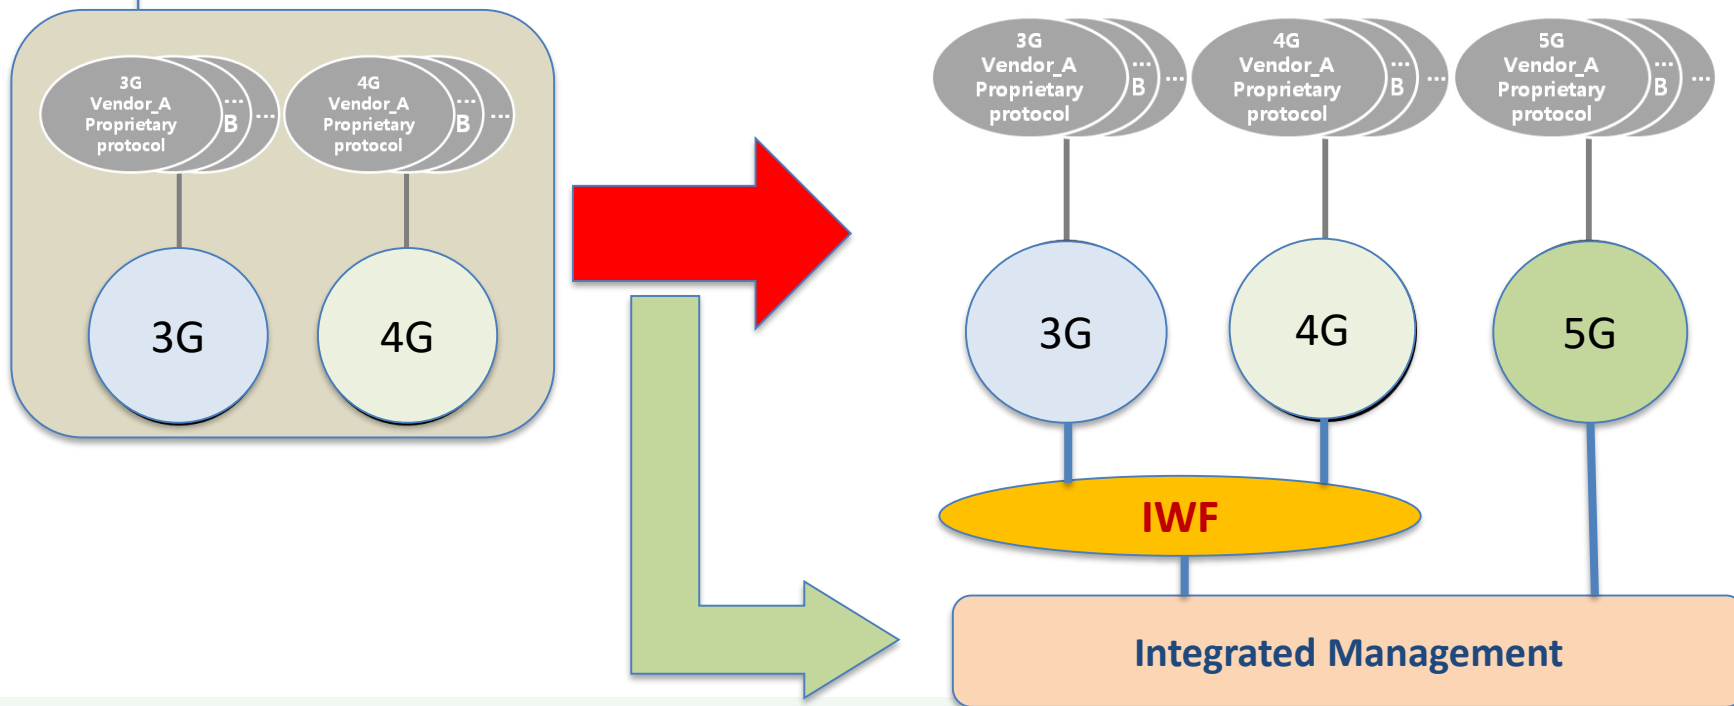 3G
Vendor_A
Proprietary
protocol
...
B
...
4G
Vendor_A
Proprietary
protocol
...
B
...
3G
4G
3G
Vendor_A
Proprietary
protocol
...
B
...
4G
Vendor_A
Proprietary
protocol
...
B
...
5G
Vendor_A
Proprietary
protocol
...
B
...
3G
4G
5G
IWF
Integrated Management